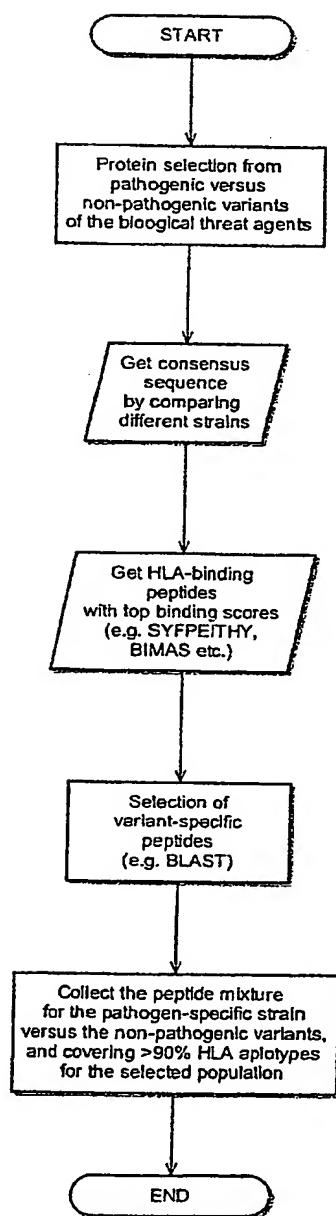 START
Protein selection from
pathogenic versus
non-pathogenic variants
of the bioogical threat agents
Get consensus
sequence
by comparing
different strains
Get HLA-binding
peptides
with top binding scores
(e.g. SYFPEITHY,
BIMAS etc.)
Selection of
variant-specific
peptides
(e.g. BLAST)
Collect the peptide mixture
for the pathogen-specific strain
versus the non-pathogenic variants,
and covering >90% HLA aplotypes
for the selected population
END